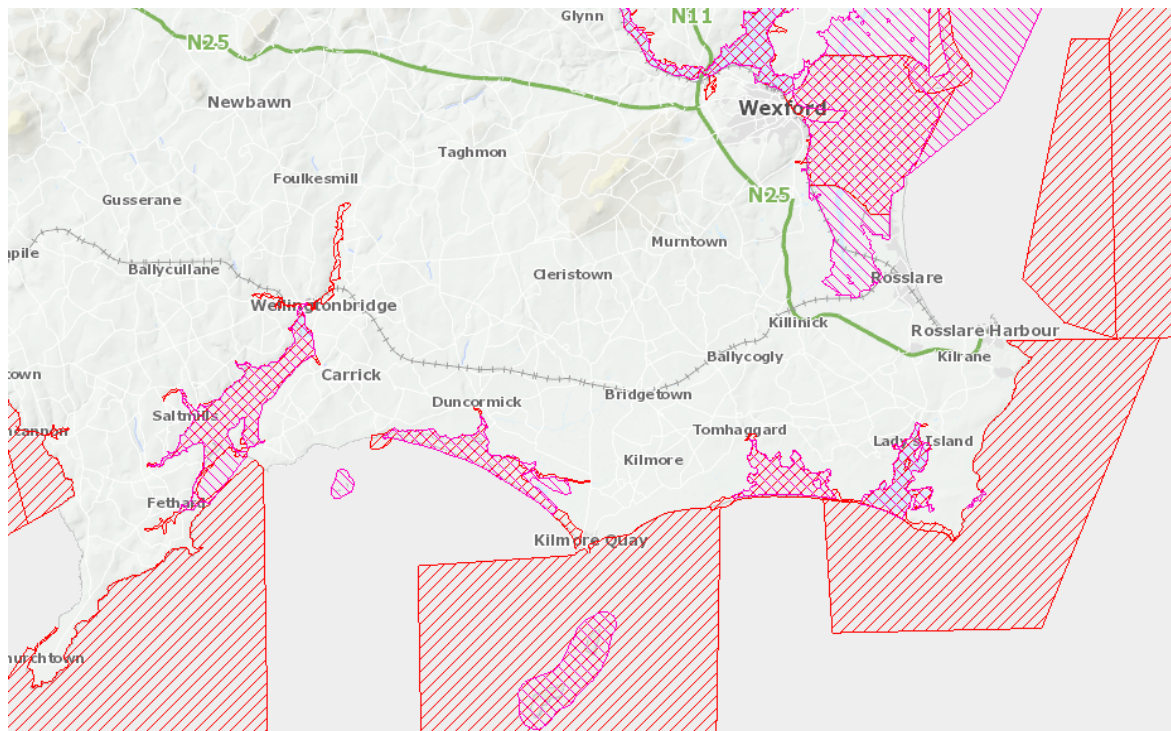 Glynn
N11
N25
Newbawn
Wexford
Taghmon
Foulkesmill
Gusserane
N25
Murntown
Ballycullane
Cleristown
Rosslare
Wellingtonbridge
Killinick
Rosslare Harbour
Ballycogly
Kilrane
Carrick
Bridgetown
Duncormick
Saltmills
Tomhaggard
Lady's Island
Kilmore
Fethard
Kilmore Quay